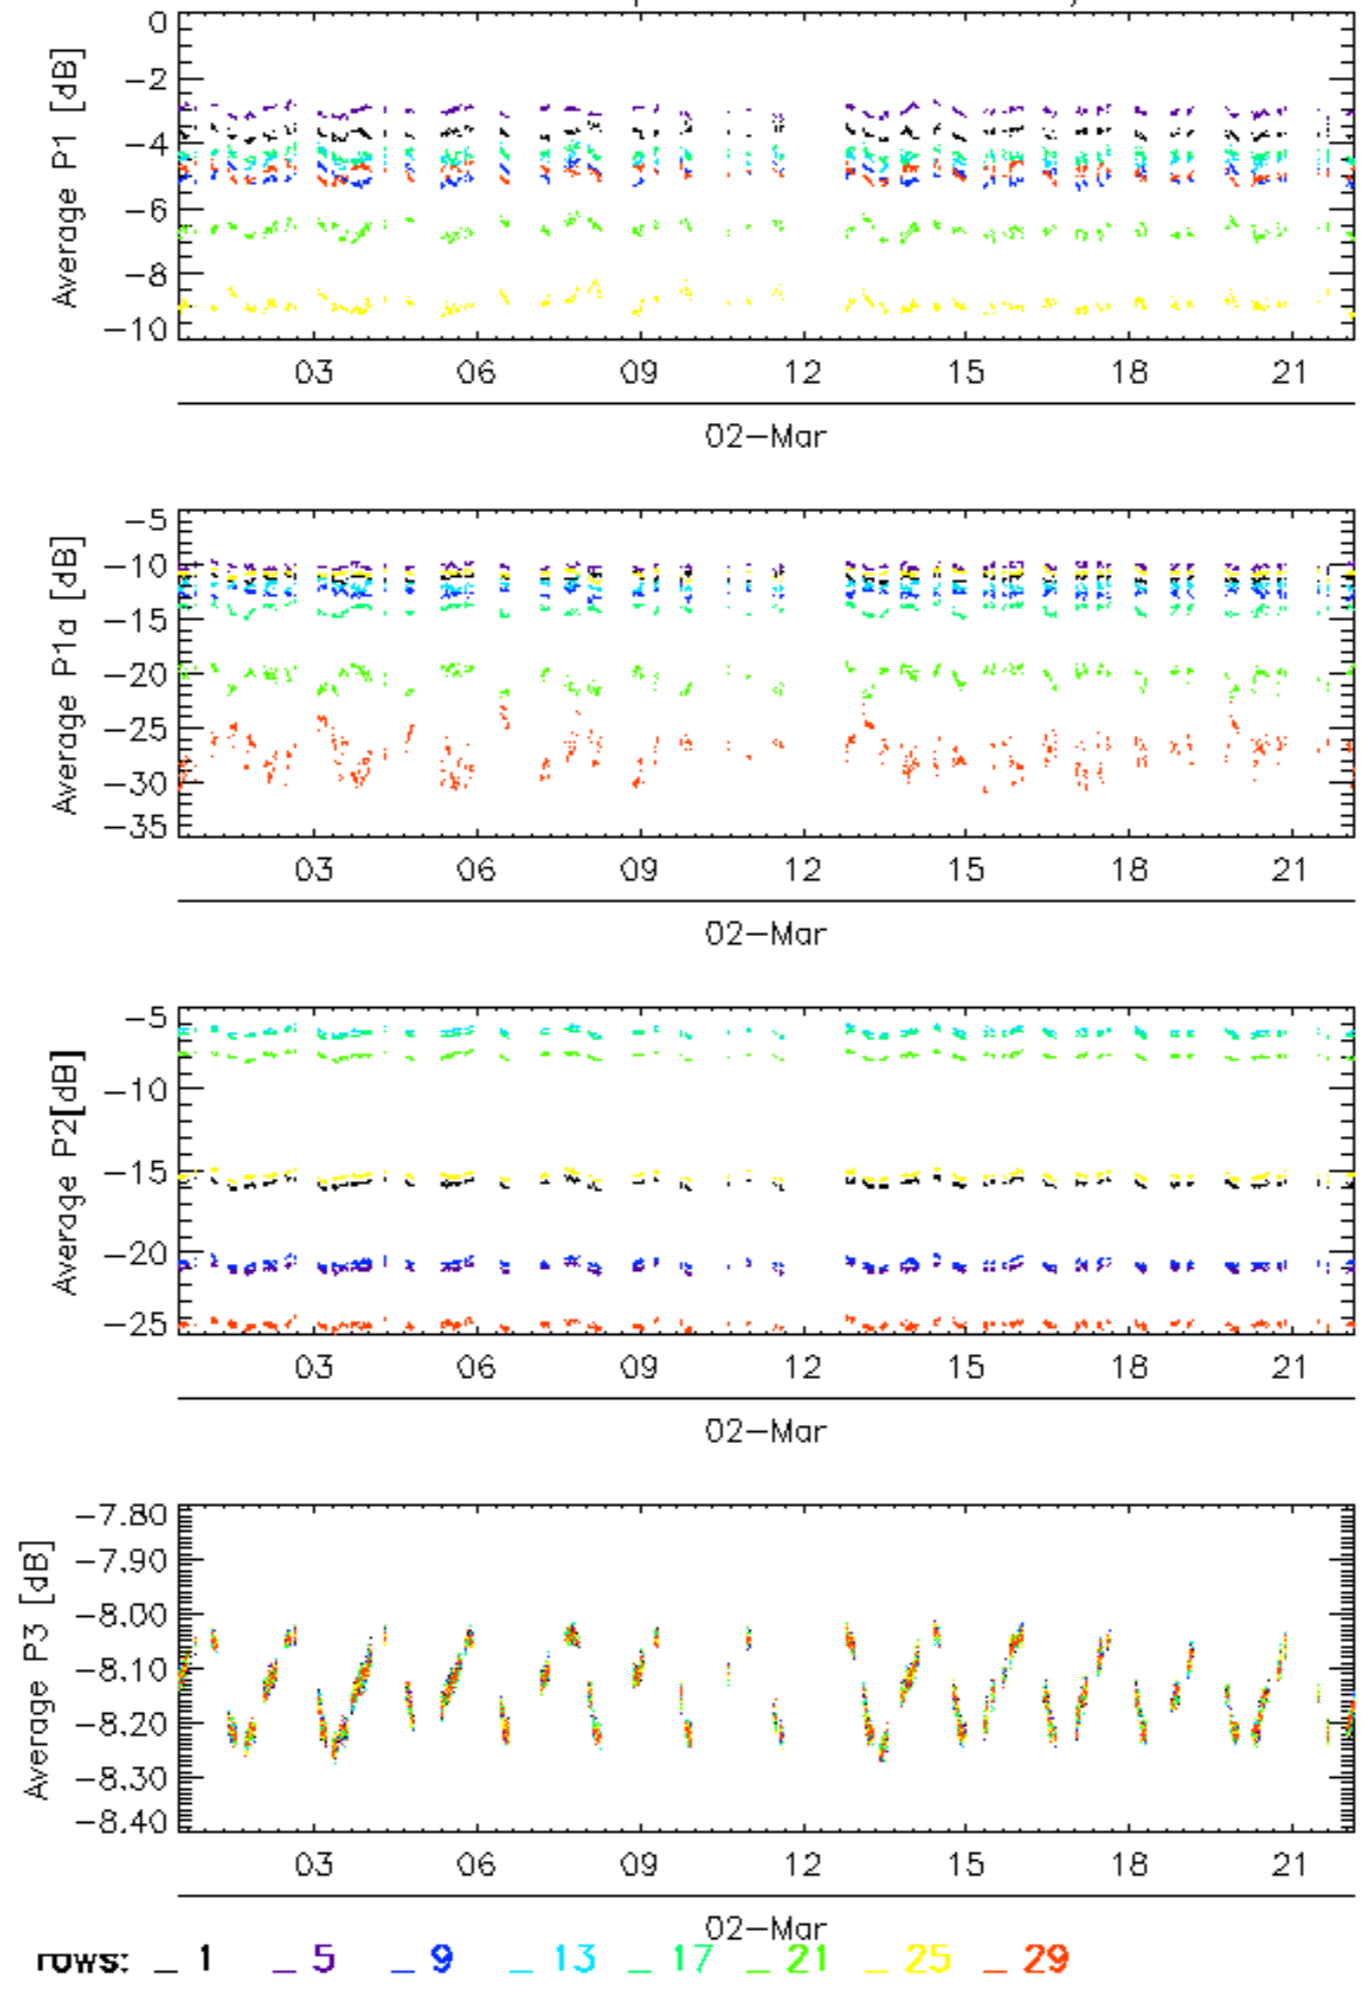 Average P1 [dB]
0
−2
−4
−6
−8
−10
03 06 09 12 15 18 21
02−Mar
Average P1a [dB]
−5
−10
−15
−20
−25
−30
−35
03 06 09 12 15 18 21
02−Mar
Average P2[dB]
−5
−10
−15
−20
−25
03 06 09 12 15 18 21
02−Mar
Average P3 [dB]
−7.80
−7.90
−8.00
−8.10
−8.20
−8.30
−8.40
03 06 09 12 15 18 21
02−Mar
rows: _ 1 _ 5 _ 9 _ 13 _ 17 _ 21 _ 25 _ 29